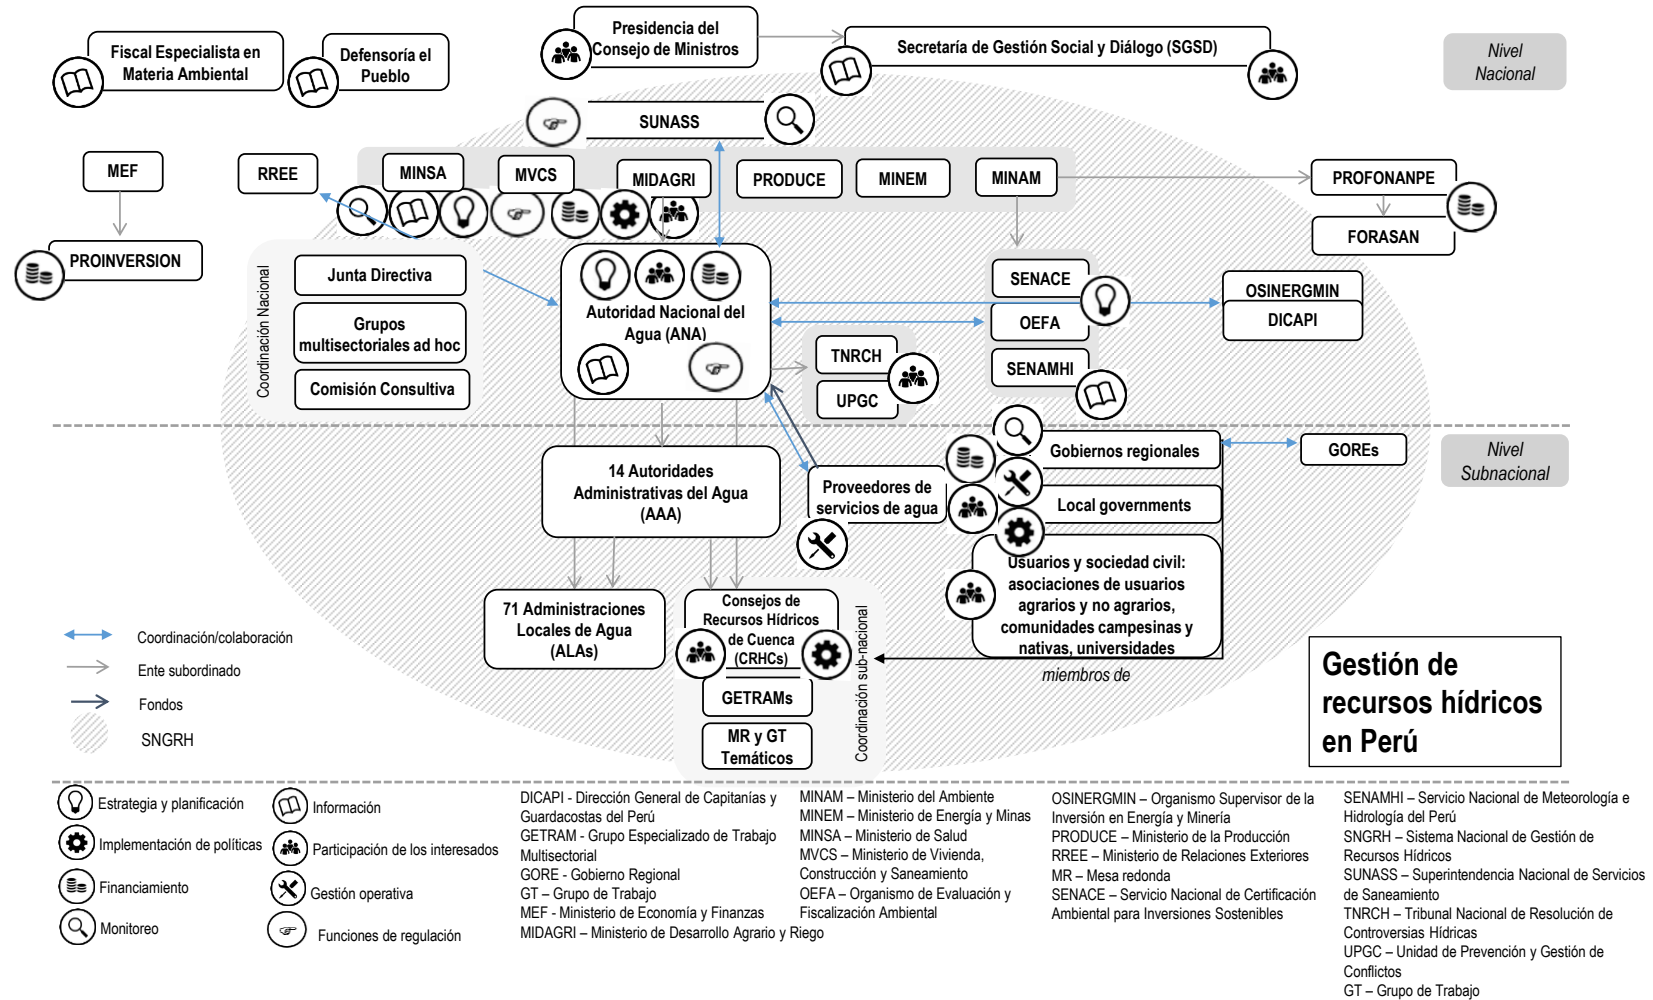 Fiscal Especialista en
Materia Ambiental
Defensoría el
Pueblo
Presidencia del
Consejo de Ministros
Secretaría de Gestión Social y Diálogo (SGSD)
Nivel
Nacional
SUNASS
MEF
RREE
MINSA
MVCS
MIDAGRI
PRODUCE
MINEM
MINAM
PROFONANPE
FORASAN
PROINVERSION
Coordinación Nacional
Junta Directiva
Grupos
multisectoriales ad hoc
Comisión Consultiva
Autoridad Nacional del
Agua (ANA)
TNRCH
UPGC
SENACE
OEFA
SENAMHI
OSINERGMIN
DICAPI
14 Autoridades
Administrativas del Agua
(AAA)
Proveedores de
servicios de agua
Gobiernos regionales
Local governments
GOREs
Nivel
Subnacional
Usuarios y sociedad civil:
asociaciones de usuarios
agrarios y no agrarios,
comunidades campesinas y
nativas, universidades
miembros de
71 Administraciones
Locales de Agua
(ALAs)
Consejos de
Recursos Hídricos
de Cuenca
(CRHCs)
GETRAMs
MR y GT
Temáticos
Coordinación sub-nacional
Coordinación/colaboración
Ente subordinado
Fondos
SNGRH
Gestión de
recursos hídricos
en Perú
Estrategia y planificación
Implementación de políticas
Financiamiento
Monitoreo
Información
Participación de los interesados
Gestión operativa
Funciones de regulación
DICAPI - Dirección General de Capitanías y
Guardacostas del Perú
GETRAM - Grupo Especializado de Trabajo
Multisectorial
GORE - Gobierno Regional
GT – Grupo de Trabajo
MEF - Ministerio de Economía y Finanzas
MIDAGRI – Ministerio de Desarrollo Agrario y Riego
MINAM – Ministerio del Ambiente
MINEM – Ministerio de Energía y Minas
MINSA – Ministerio de Salud
MVCS – Ministerio de Vivienda,
Construcción y Saneamiento
OEFA – Organismo de Evaluación y
Fiscalización Ambiental
OSINERGMIN – Organismo Supervisor de la
Inversión en Energía y Minería
PRODUCE – Ministerio de la Producción
RREE – Ministerio de Relaciones Exteriores
MR – Mesa redonda
SENACE – Servicio Nacional de Certificación
Ambiental para Inversiones Sostenibles
SENAMHI – Servicio Nacional de Meteorología e
Hidrología del Perú
SNGRH – Sistema Nacional de Gestión de
Recursos Hídricos
SUNASS – Superintendencia Nacional de Servicios
de Saneamiento
TNRCH – Tribunal Nacional de Resolución de
Controversias Hídricas
UPGC – Unidad de Prevención y Gestión de
Conflictos
GT – Grupo de Trabajo